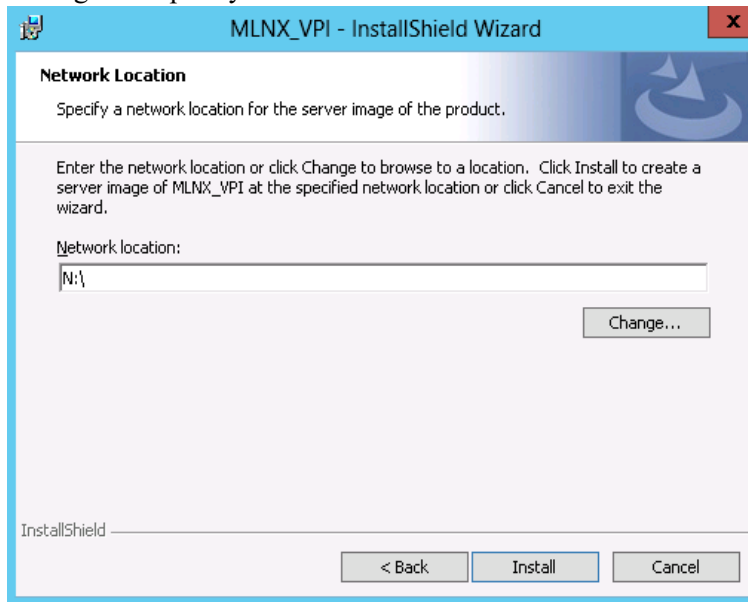 MLNX_VPI - InstallShield Wizard
x
Network Location
Specify a network location for the server image of the product.
Enter the network location or click Change to browse to a location. Click Install to create a
server image of MLNX_VPI at the specified network location or click Cancel to exit the
wizard.
Network location:
N:\
Change...
InstallShield
< Back
Install
Cancel